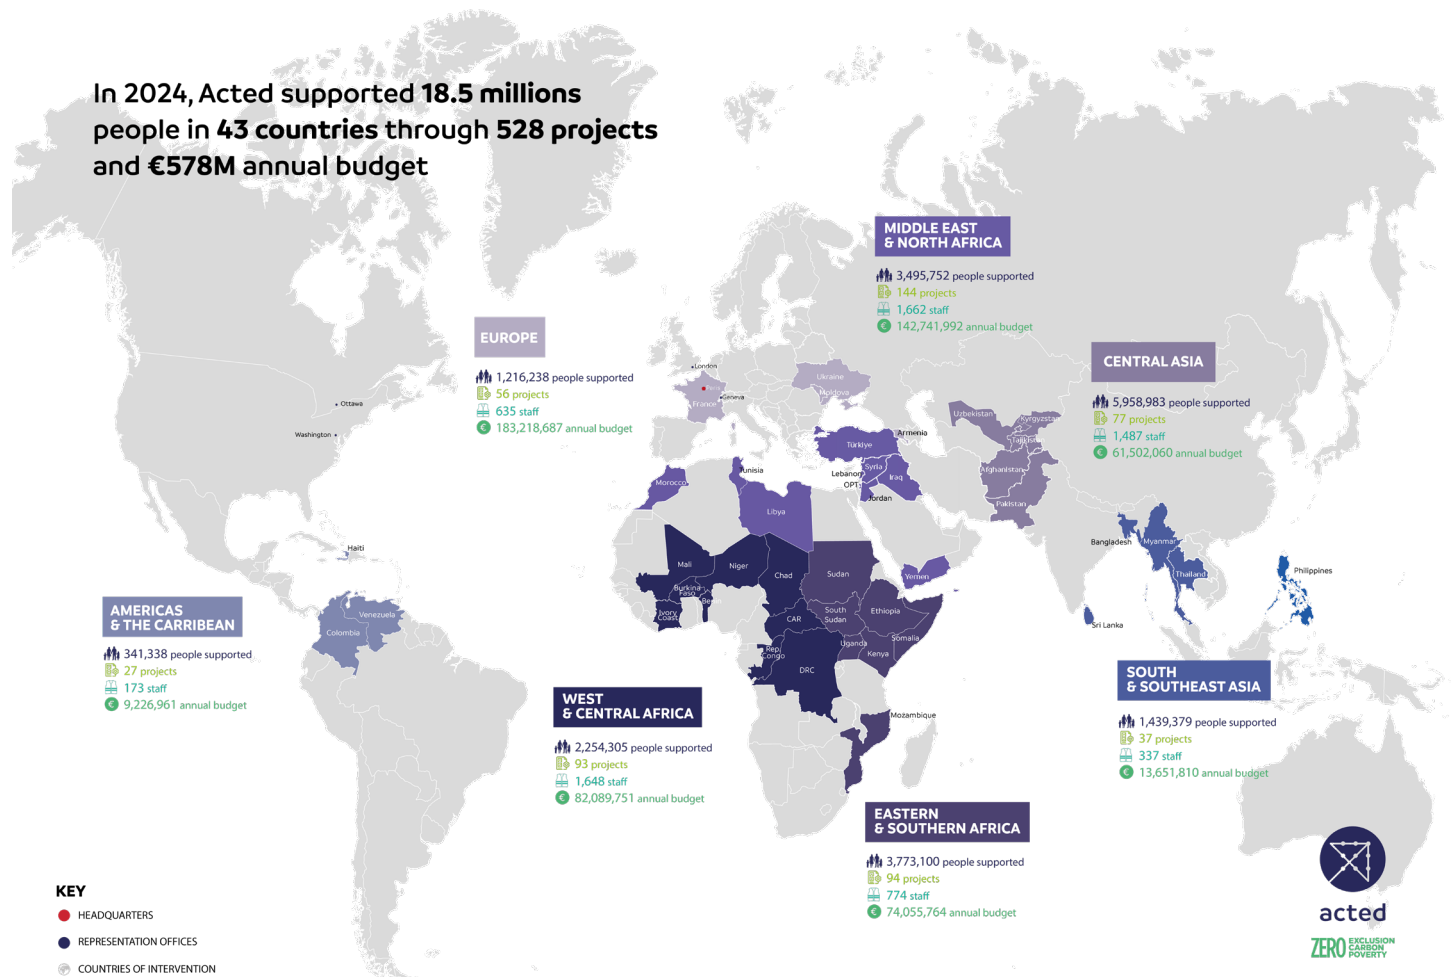 In 2024, Acted supported 18.5 millions
people in 43 countries through 528 projects
and €578M annual budget
MIDDLE EAST
& NORTH AFRICA
3,495,752 people supported
144 projects
1,662 staff
€ 142,741,992 annual budget
EUROPE
1,216,238 people supported
56 projects
635 staff
€ 183,218,687 annual budget
CENTRAL ASIA
5,958,983 people supported
77 projects
1,487 staff
€ 61,502,060 annual budget
London
Paris
Geneva
France
Ukraine
Moldova
Ottawa
Washington
Uzbekistan
Kyrgyzstan
Tajikistan
Afghanistan
Pakistan
Armenia
Türkiye
Lebanon
Syria
Iraq
OPT
Jordan
Tunisia
Morocco
Libya
Yemen
Haiti
Venezuela
Colombia
Mali
Niger
Chad
Burkina
Faso
Benin
Ivory
Coast
CAR
Rep.
Congo
DRC
Sudan
South
Sudan
Ethiopia
Somalia
Uganda
Kenya
Mozambique
Bangladesh
Myanmar
Thailand
Philippines
Sri Lanka
AMERICAS
& THE CARRIBEAN
341,338 people supported
27 projects
173 staff
€ 9,226,961 annual budget
WEST
& CENTRAL AFRICA
2,254,305 people supported
93 projects
1,648 staff
€ 82,089,751 annual budget
SOUTH
& SOUTHEAST ASIA
1,439,379 people supported
37 projects
337 staff
€ 13,651,810 annual budget
EASTERN
& SOUTHERN AFRICA
3,773,100 people supported
94 projects
774 staff
€ 74,055,764 annual budget
KEY
HEADQUARTERS
REPRESENTATION OFFICES
COUNTRIES OF INTERVENTION
acted
ZERO EXCLUSION
CARBON
POVERTY